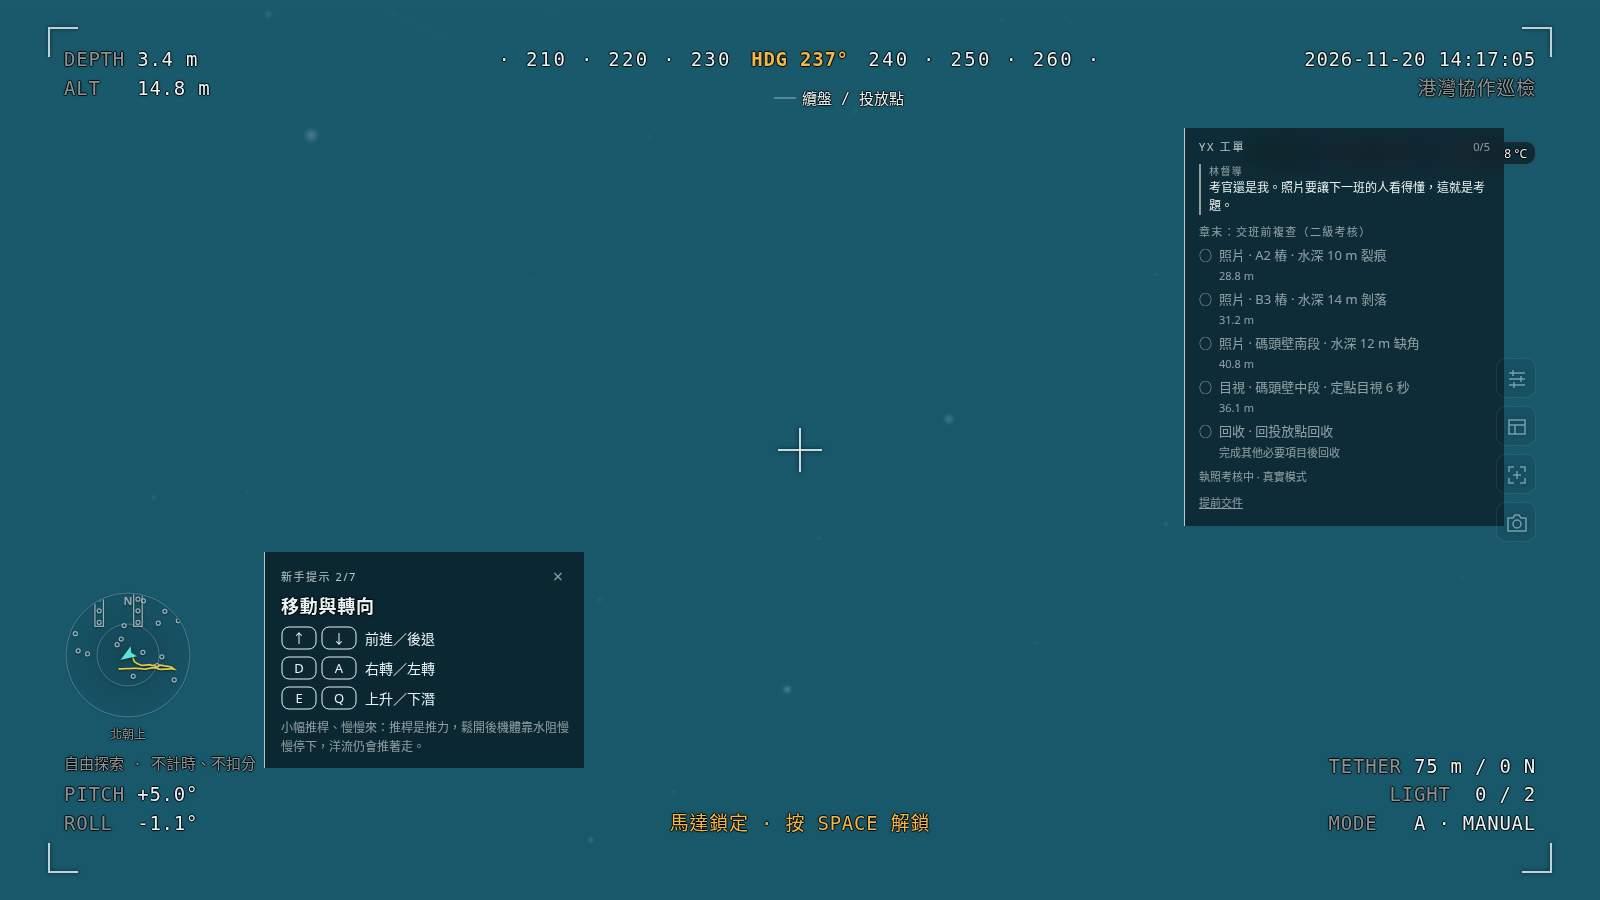 DEPTH 3.4 m
ALT 14.8 m
· 210 · 220 · 230 HDG 237° 240 · 250 · 260 ·
纜盤 / 投放點
2026-11-20 14:17:05
港灣協作巡檢
8 °C
YX 工單 0/5
林督導
考官還是我。照片要讓下一班的人看得懂，這就是考
題。
章末：交班前複查（二級考核）
照片 · A2 樁 · 水深 10 m 裂痕
28.8 m
照片 · B3 樁 · 水深 14 m 剝落
31.2 m
照片 · 碼頭壁南段 · 水深 12 m 缺角
40.8 m
目視 · 碼頭壁中段 · 定點目視 6 秒
36.1 m
回收 · 回投放點回收
完成其他必要項目後回收
執照考核中 · 真實模式
提前交件
新手提示 2/7 ×
移動與轉向
↑ ↓ 前進／後退
D A 右轉／左轉
E Q 上升／下潛
小幅推桿、慢慢來：推桿是推力，鬆開後機體靠水阻慢
慢停下，洋流仍會推著走。
N
北朝上
自由探索 · 不計時、不扣分
PITCH +5.0°
ROLL -1.1°
馬達鎖定 · 按 SPACE 解鎖
TETHER 75 m / 0 N
LIGHT 0 / 2
MODE A · MANUAL